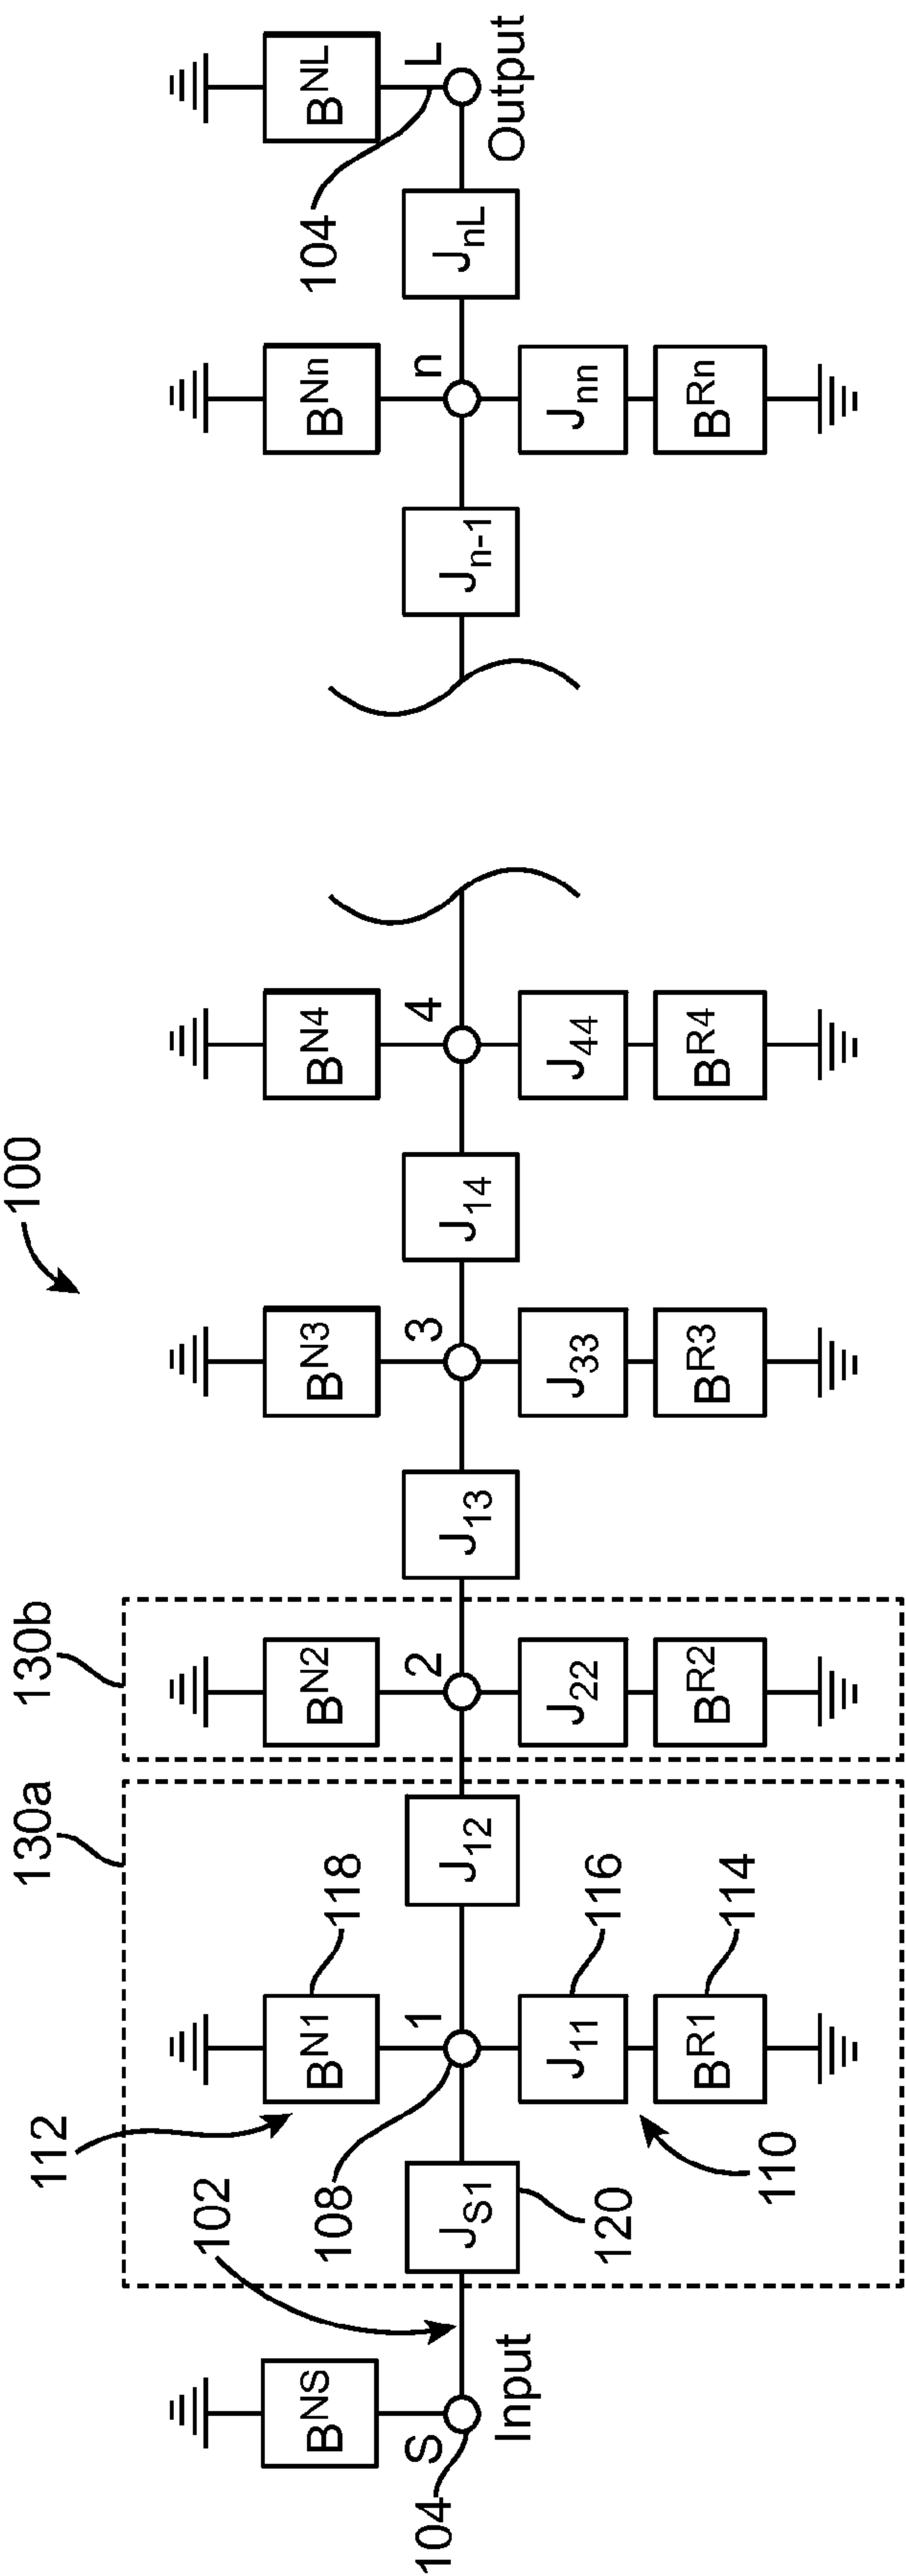 100
130a
130b
112
102
118
104
B^NS
B^N1
B^N2
B^N3
B^N4
B^Nn
B^NL
S
1
2
3
4
n
L
104
108
Input
J_S1
J_12
J_13
J_14
J_n-1
J_nL
Output
120
J_11
116
J_22
J_33
J_44
J_nn
110
B^R1
114
B^R2
B^R3
B^R4
B^Rn